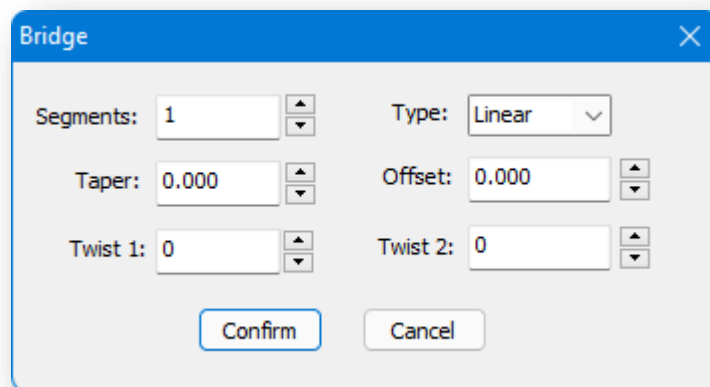 Bridge
Segments: 1 Type: Linear
Taper: 0.000 Offset: 0.000
Twist 1: 0 Twist 2: 0
Confirm Cancel